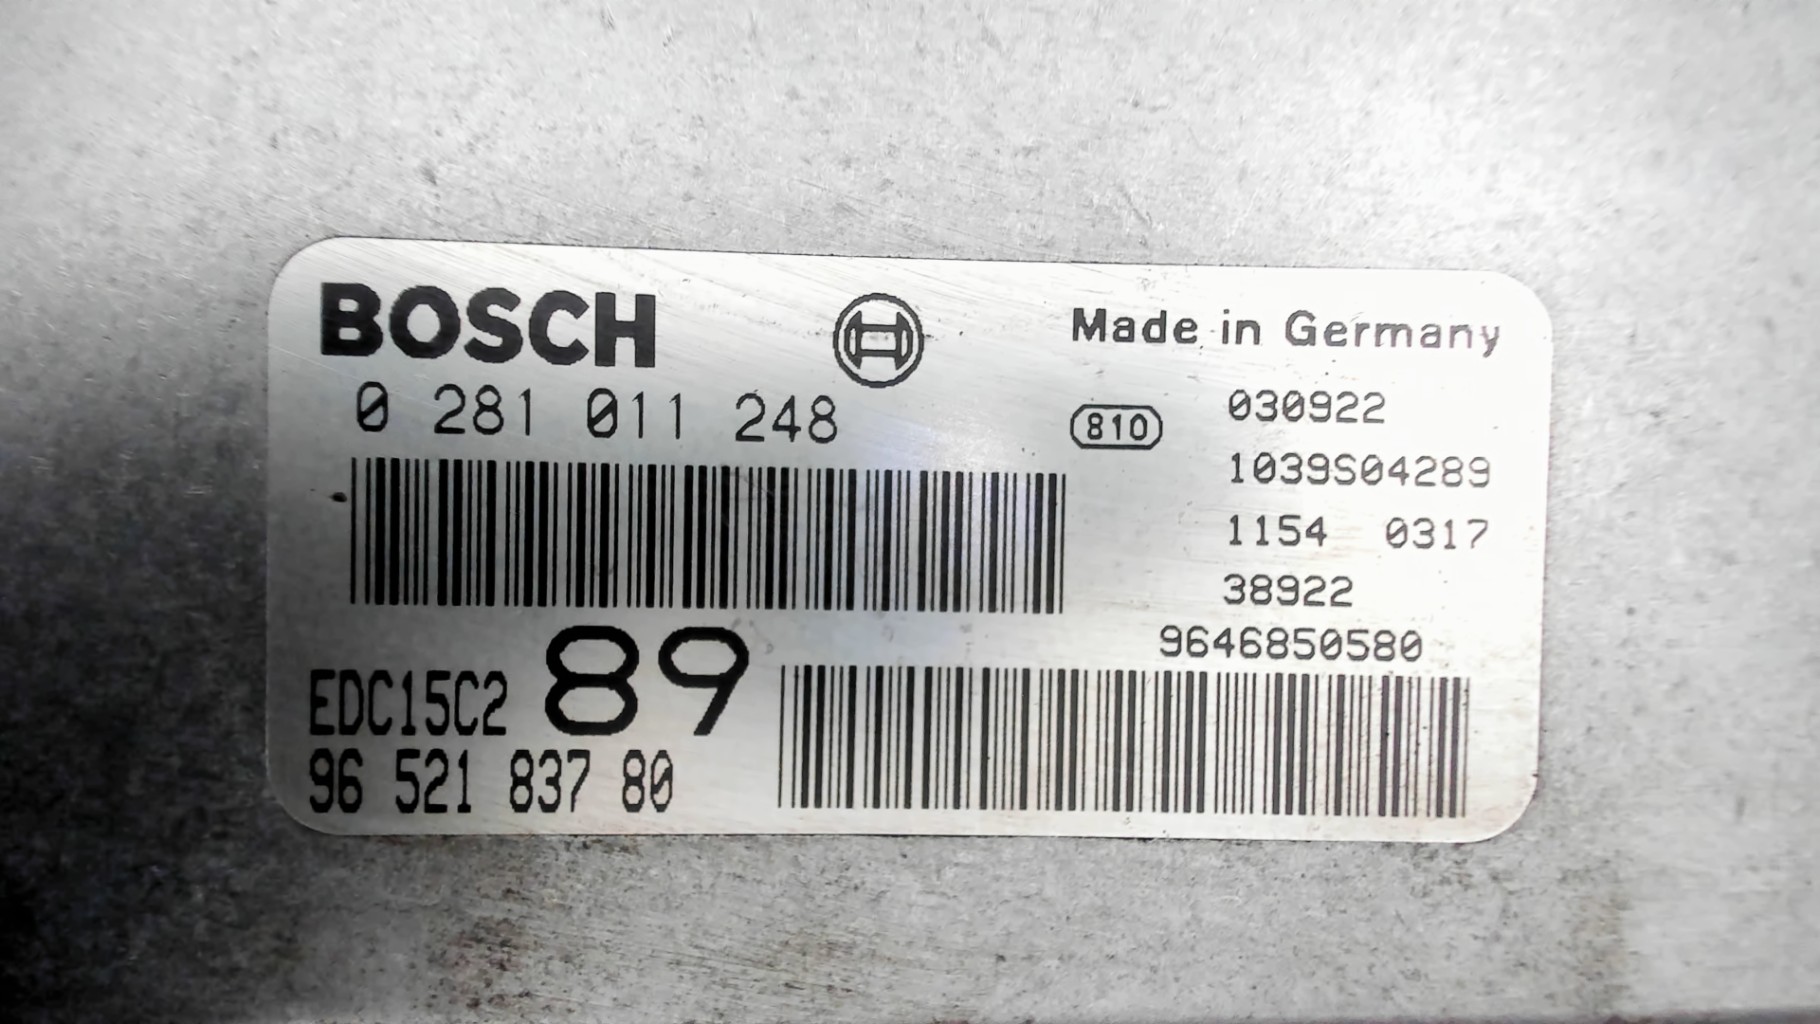 BOSCH
Made in Germany
0 281 011 248
810
030922
1039S04289
1154 0317
38922
9646850580
EDC15C2 89
96 521 837 80